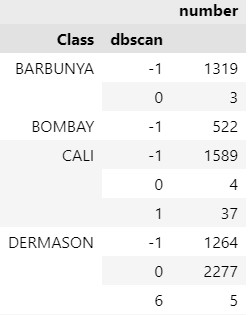 number
Class dbscan
BARBUNYA -1 1319
0 3
BOMBAY -1 522
CALI -1 1589
0 4
1 37
DERMASON -1 1264
0 2277
6 5